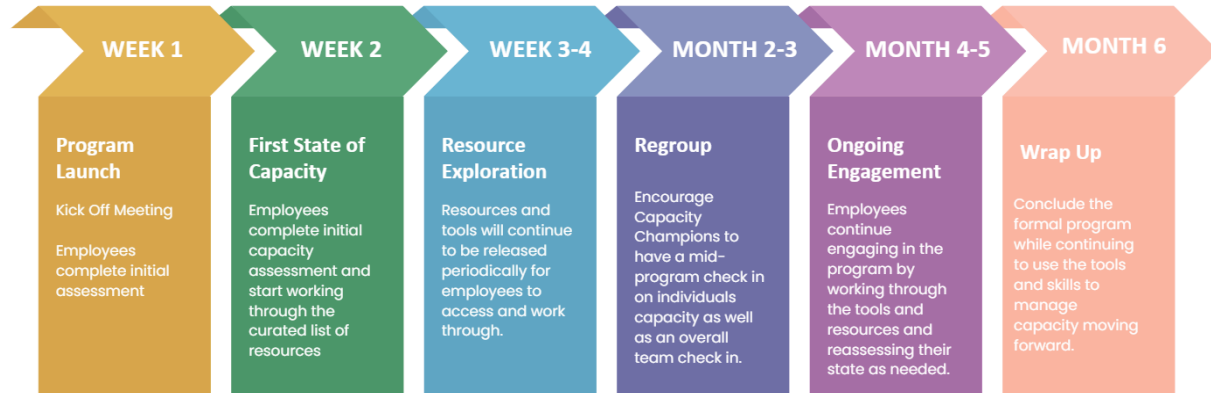 WEEK 1
Program
Launch
Kick Off Meeting
Employees
complete initial
assessment
WEEK 2
First State of
Capacity
Employees
complete initial
capacity
assessment and
start working
through the
curated list of
resources
WEEK 3-4
Resource
Exploration
Resources and
tools will continue
to be released
periodically for
employees to
access and work
through.
MONTH 2-3
Regroup
Encourage
Capacity
Champions to
have a mid-
program check in
on individuals
capacity as well
as an overall
team check in.
MONTH 4-5
Ongoing
Engagement
Employees
continue
engaging in the
program by
working through
the tools and
resources and
reassessing their
state as needed.
MONTH 6
Wrap Up
Conclude the
formal program
while continuing
to use the tools
and skills to
manage
capacity moving
forward.